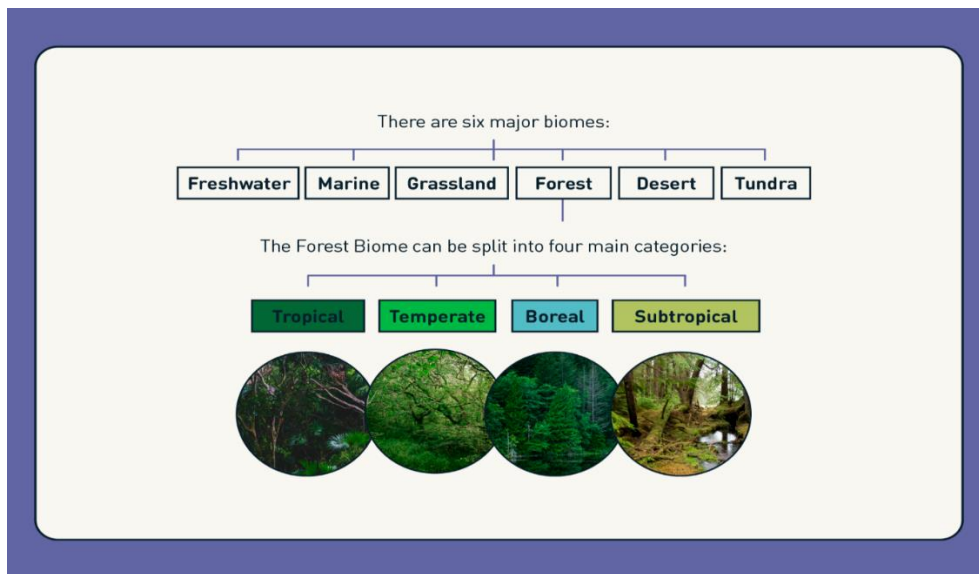 There are six major biomes:
Freshwater Marine Grassland Forest Desert Tundra
The Forest Biome can be split into four main categories:
Tropical Temperate Boreal Subtropical